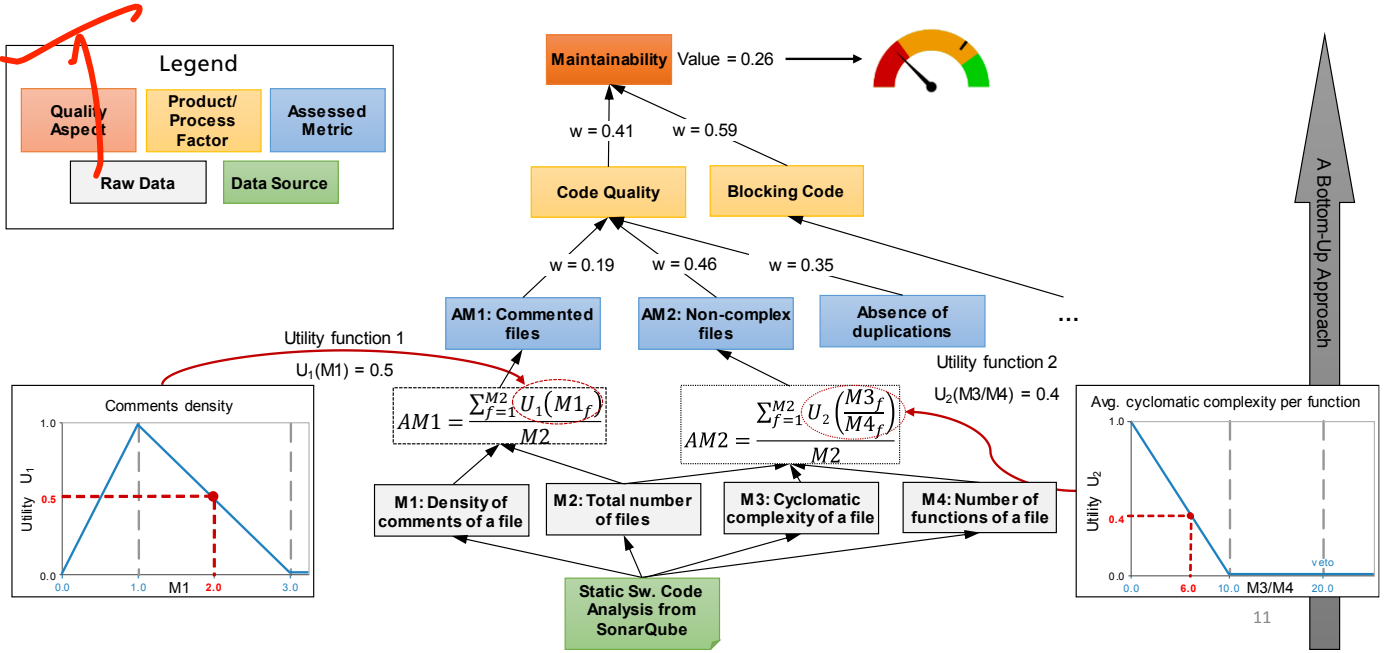 Legend
Quality
Aspect
Product/
Process
Factor
Assessed
Metric
Raw Data
Data Source
Maintainability
Value = 0.26
w = 0.41
w = 0.59
Code Quality
Blocking Code
w = 0.19
w = 0.46
w = 0.35
AM1: Commented
files
AM2: Non-complex
files
Absence of
duplications
...
A Bottom-Up Approach
Utility function 1
U₁(M1) = 0.5
Utility function 2
U₂(M3/M4) = 0.4
Comments density
Utility U₁
1.0
0.5
0.0
0.0 1.0 M1 2.0 3.0
AM1 = ∑_{f=1}^{M2} U₁(M1_f) / M2
AM2 = ∑_{f=1}^{M2} U₂(M3_f / M4_f) / M2
Avg. cyclomatic complexity per function
Utility U₂
1.0
0.4
0.0
veto
0.0 6.0 10.0 M3/M4 20.0
M1: Density of
comments of a file
M2: Total number
of files
M3: Cyclomatic
complexity of a file
M4: Number of
functions of a file
Static Sw. Code
Analysis from
SonarQube
11